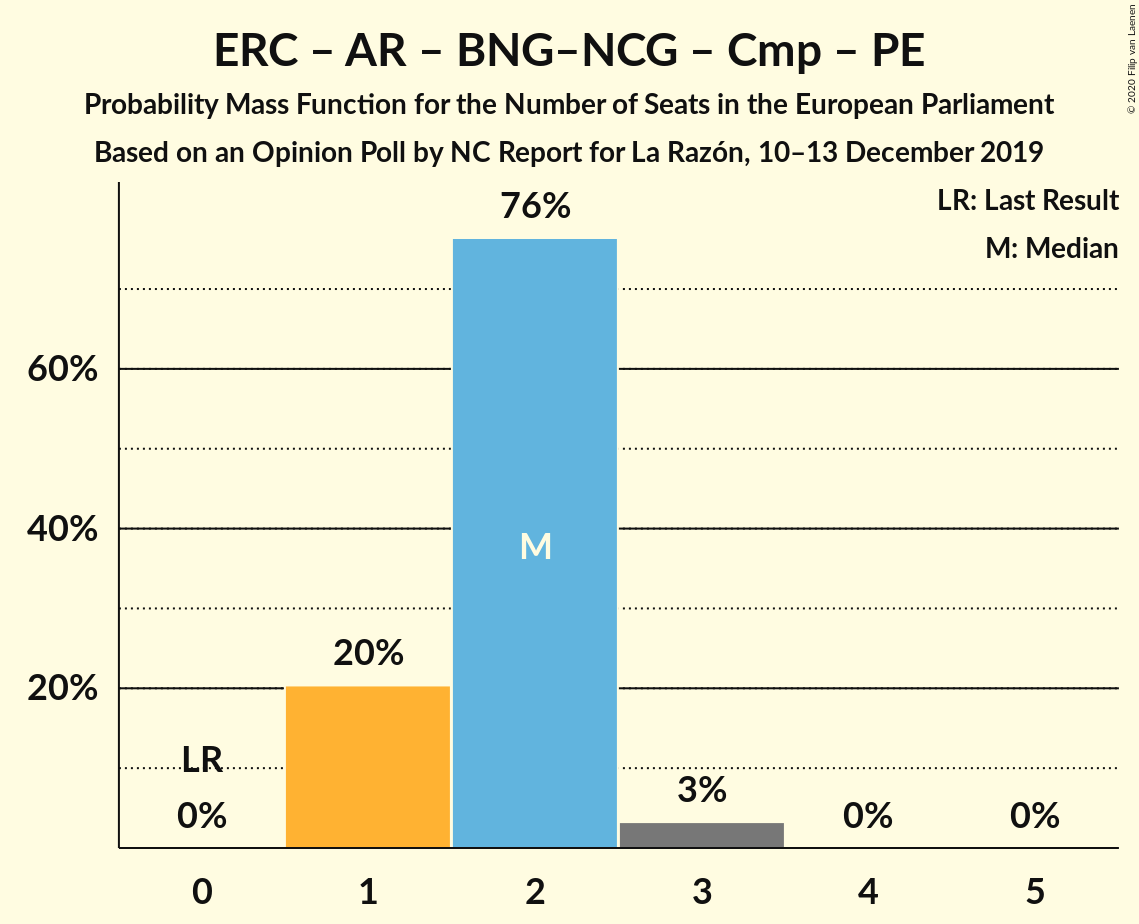 ERC – AR – BNG–NCG – Cmp – PE
Probability Mass Function for the Number of Seats in the European Parliament
Based on an Opinion Poll by NC Report for La Razón, 10–13 December 2019
© 2020 Filip van Laenen
LR: Last Result
M: Median
76%
60%
M
40%
20%
20%
LR
3%
0%
0%
0%
0
1
2
3
4
5